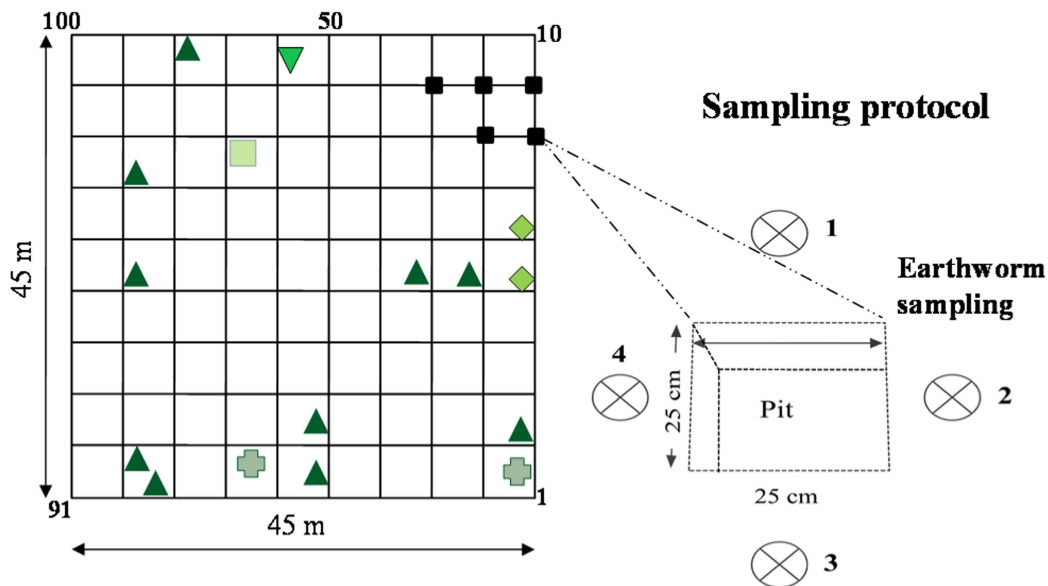 100
50
10
Sampling protocol
1
45 m
Earthworm
sampling
4
25 cm
Pit
2
25 cm
91
1
45 m
3